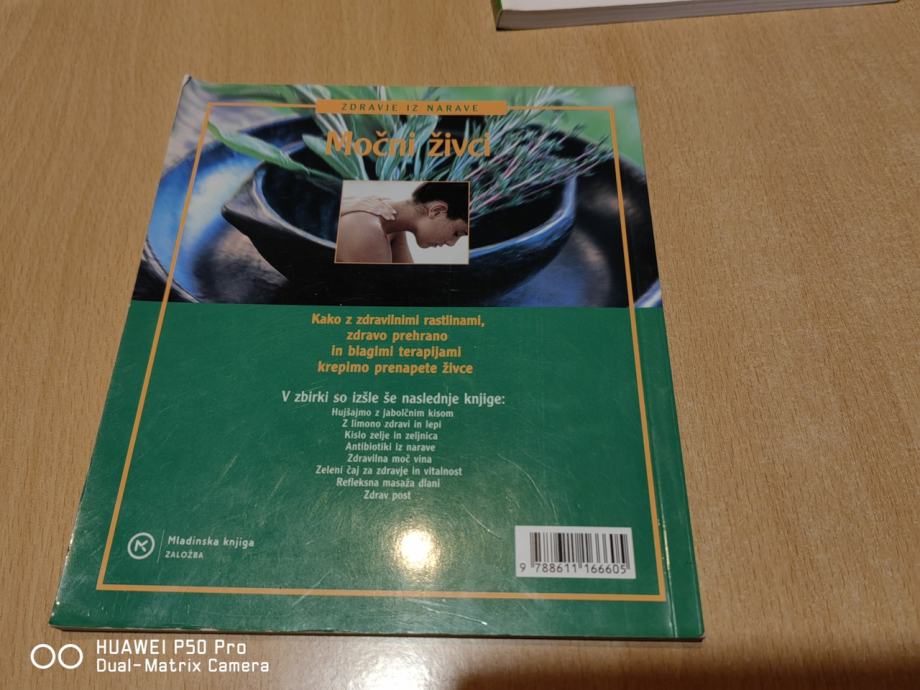 ZDRAVJE IZ NARAVE
Močni živci
Kako z zdravilnimi rastlinami,
zdravo prehrano
in blagimi terapijami
krepimo prenapete živce
V zbirki so izšle še naslednje knjige:
Hujšajmo z jabolčnim kisom
Z limono zdravi in lepi
Kislo zelje in zeljnica
Antibiotiki iz narave
Zdravilna moč vina
Zeleni čaj za zdravje in vitalnost
Refleksna masaža dlani
Zdrav post
Mladinska knjiga
ZALOŽBA
9 788611 166605
HUAWEI P50 Pro
Dual-Matrix Camera